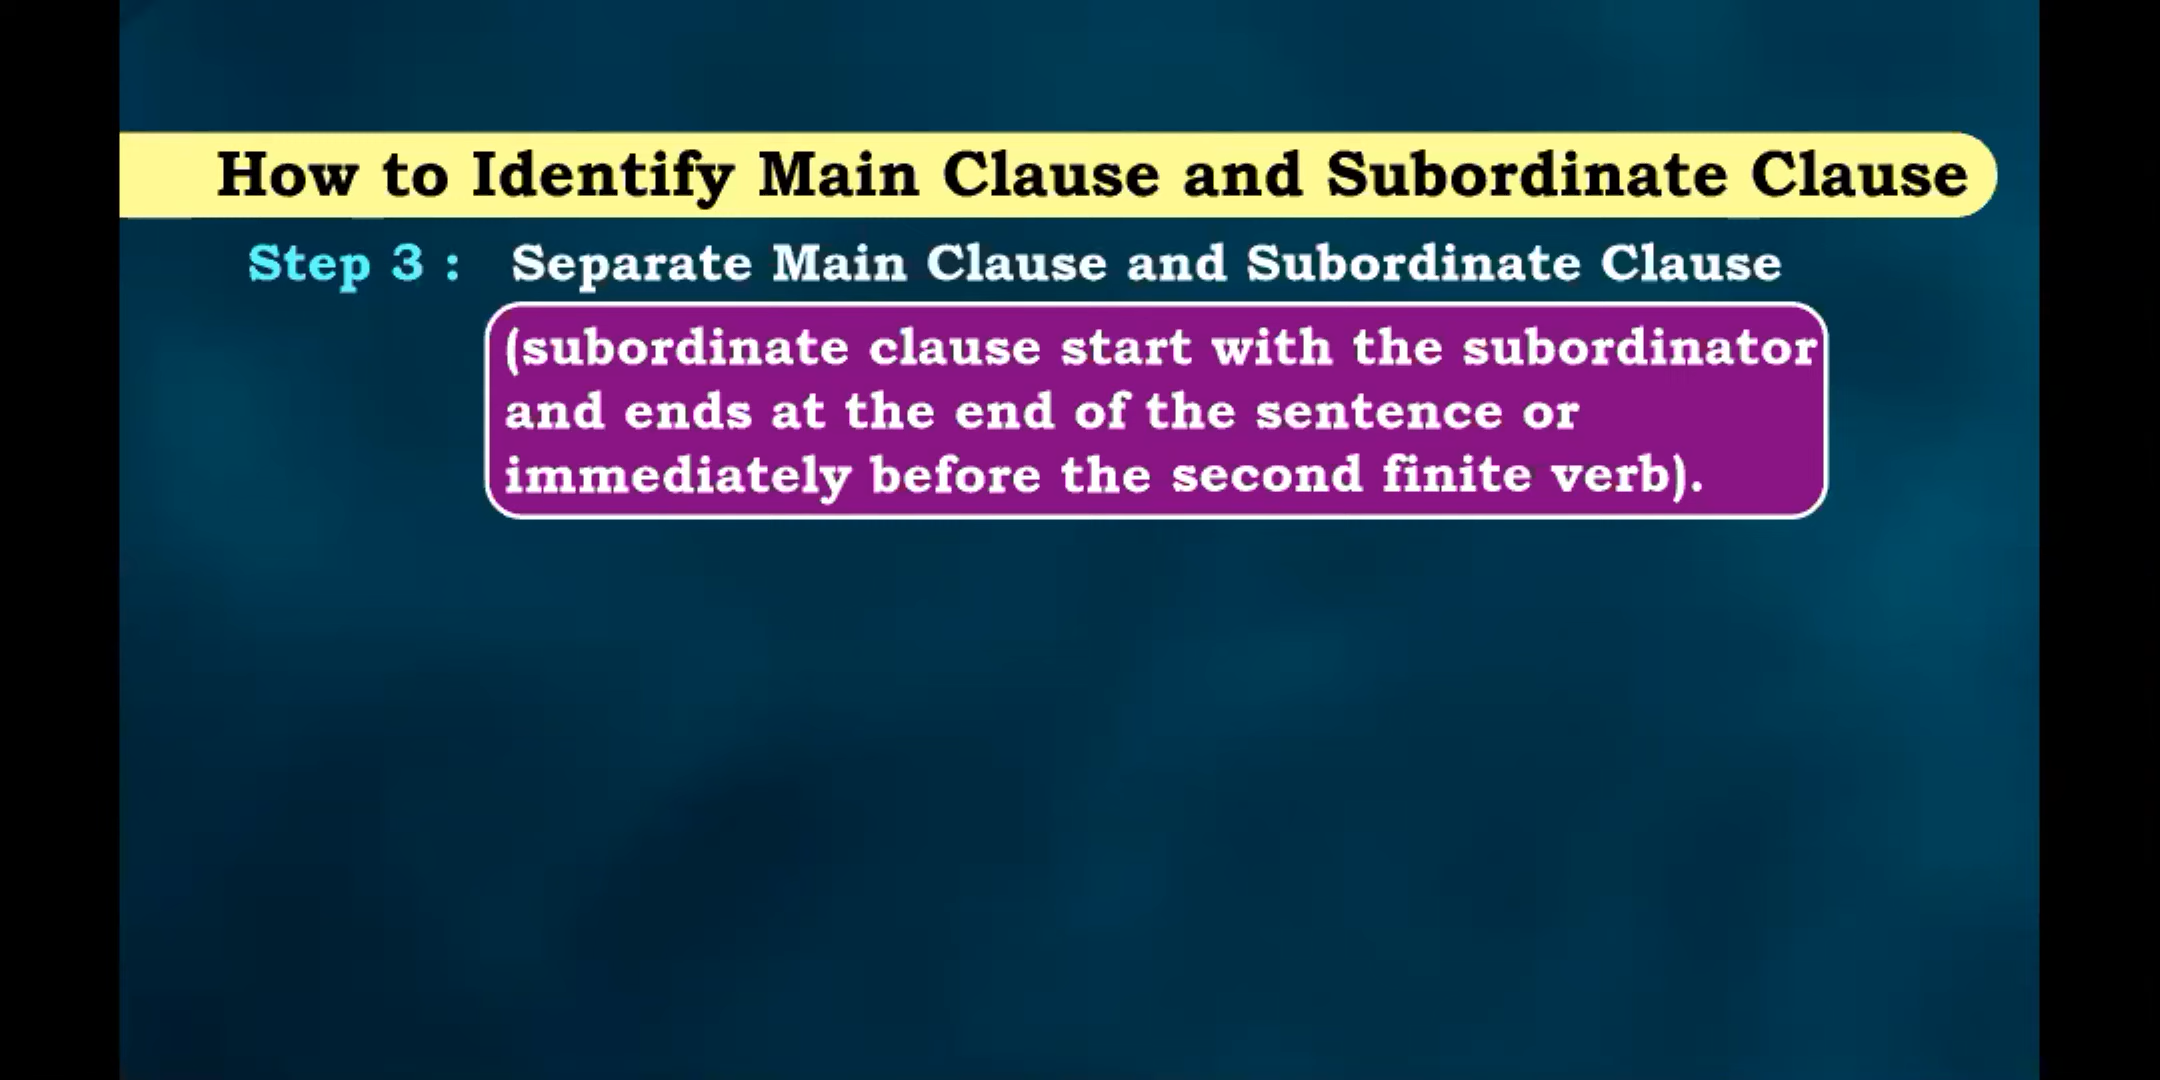 How to Identify Main Clause and Subordinate Clause
Step 3 : Separate Main Clause and Subordinate Clause
(subordinate clause start with the subordinator
and ends at the end of the sentence or
immediately before the second finite verb).